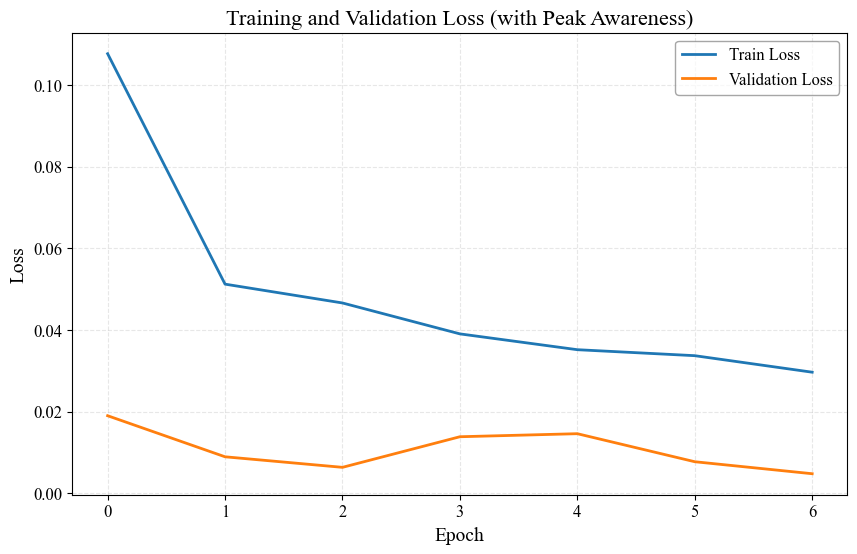 Training and Validation Loss (with Peak Awareness)
Train Loss
Validation Loss
0.10
0.08
0.06
0.04
0.02
0.00
Loss
0 1 2 3 4 5 6
Epoch